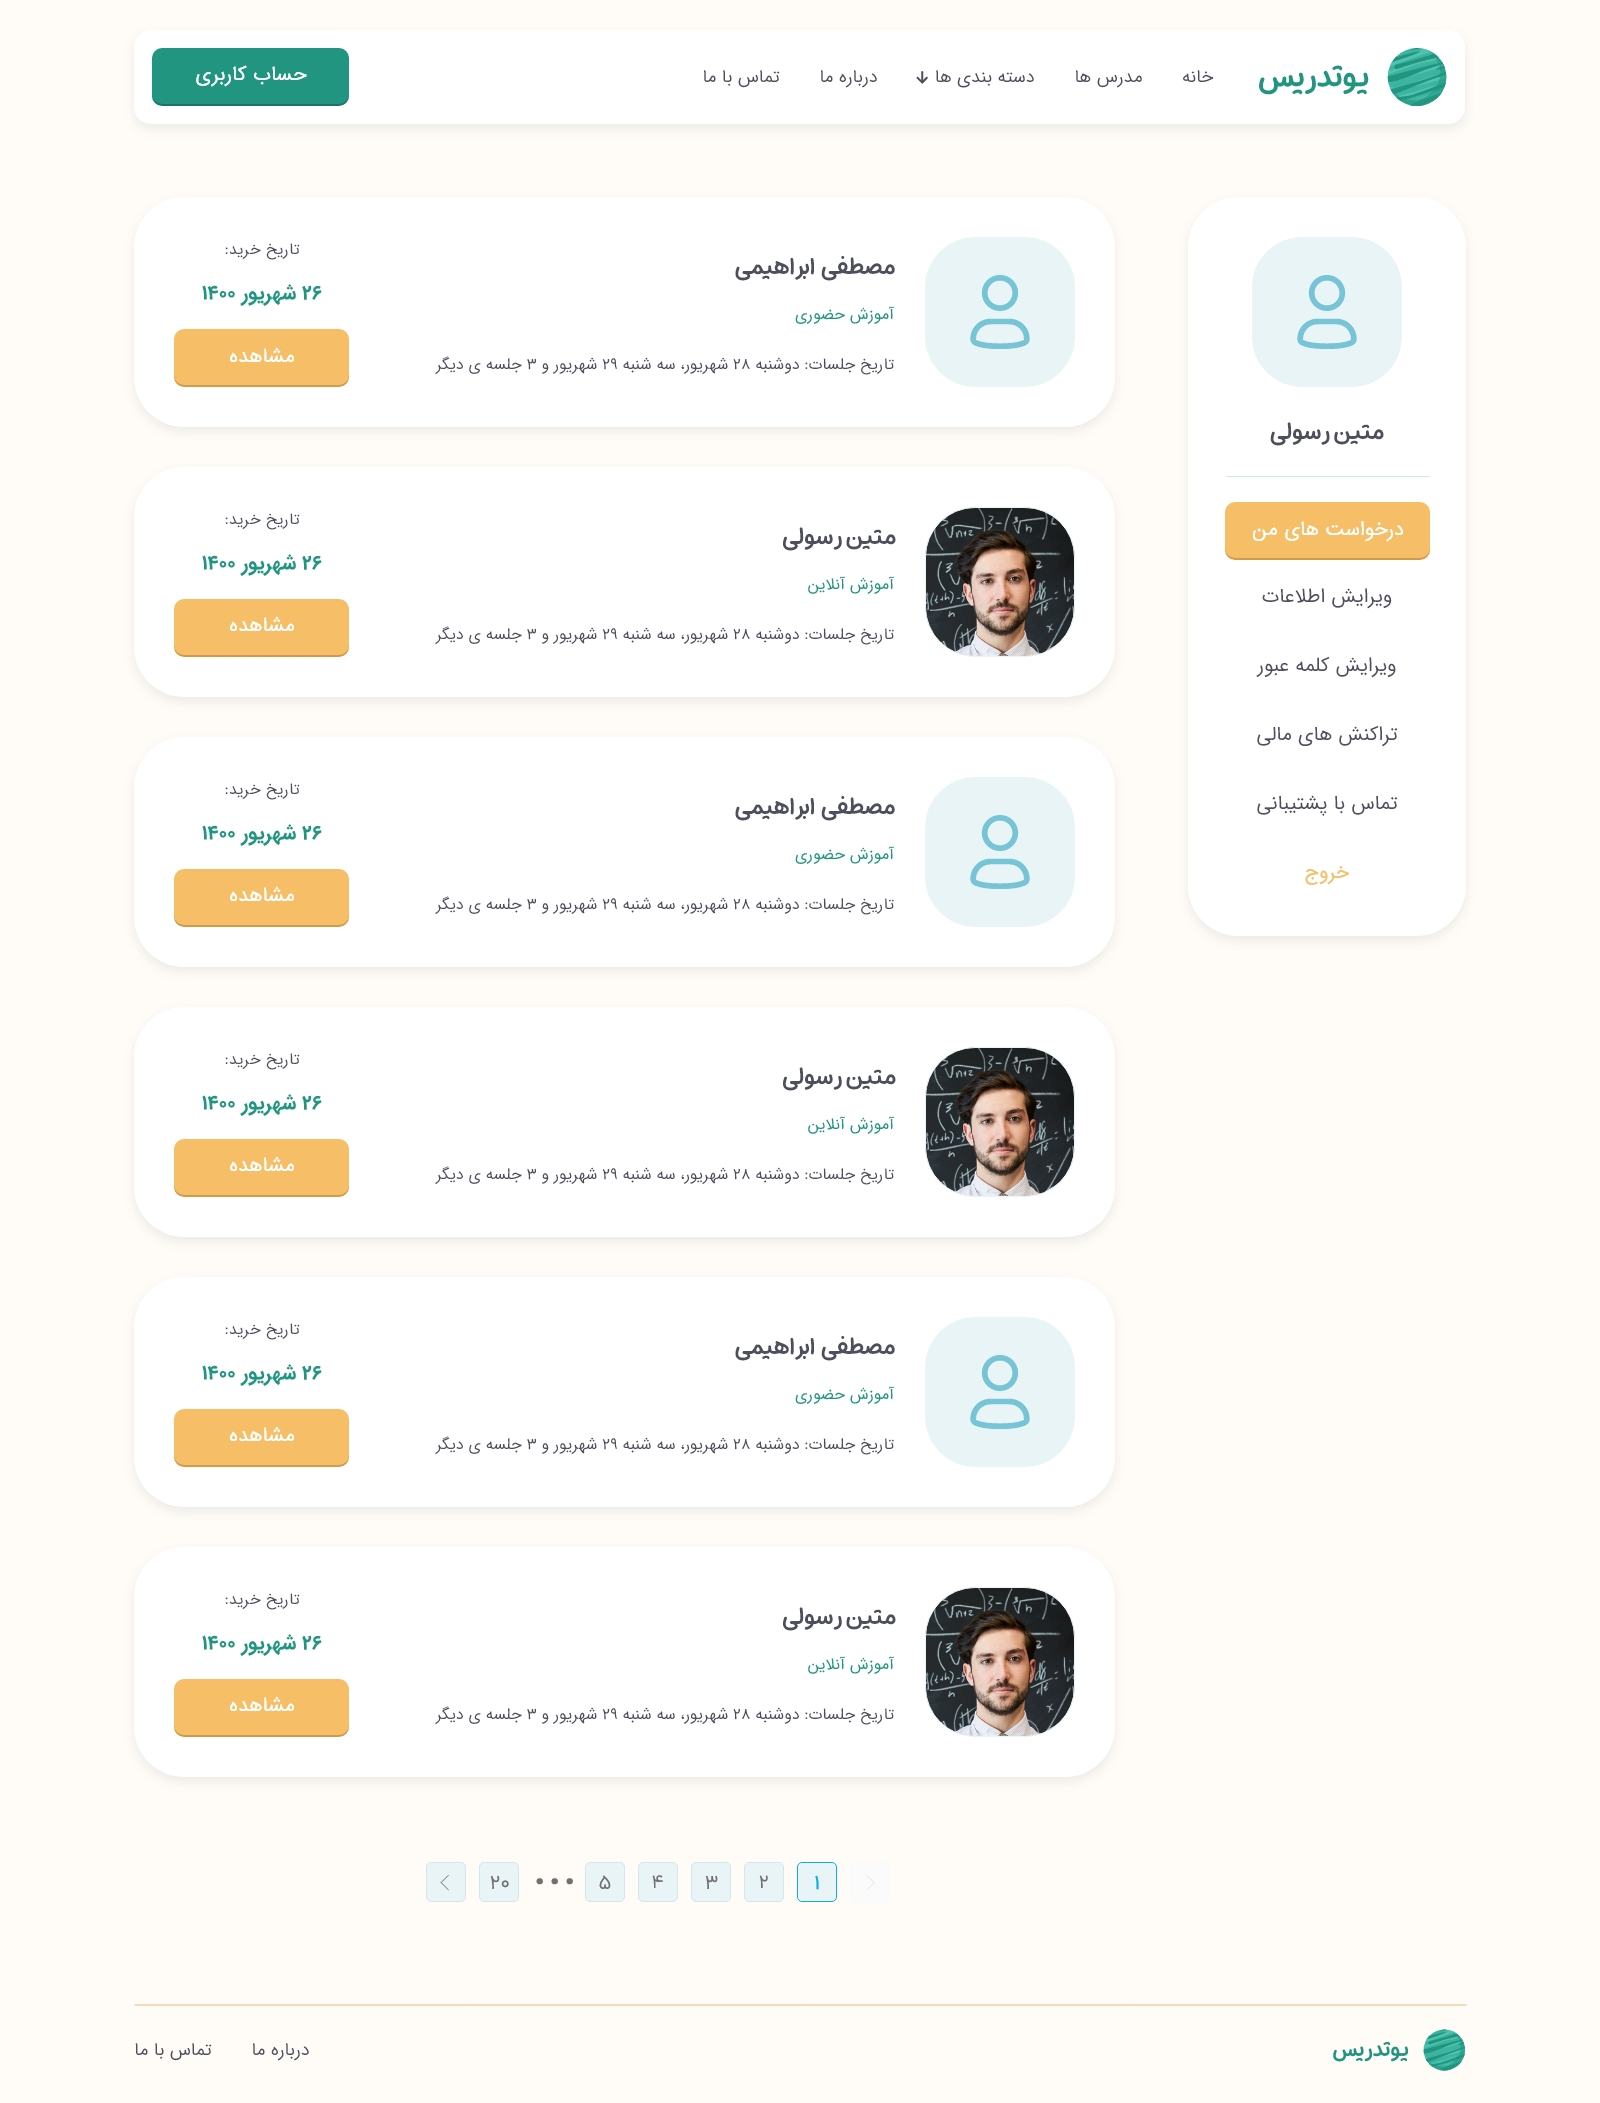 یوتدریس
خانه
مدرس ها
دسته بندی ها
درباره ما
تماس با ما
حساب کاربری
متین رسولی
درخواست های من
ویرایش اطلاعات
ویرایش کلمه عبور
تراکنش های مالی
تماس با پشتیبانی
خروج
مصطفی ابراهیمی
آموزش حضوری
تاریخ جلسات: دوشنبه ۲۸ شهریور، سه شنبه ۲۹ شهریور و ۳ جلسه ی دیگر
تاریخ خرید:
۲۶ شهریور ۱۴۰۰
مشاهده
متین رسولی
آموزش آنلاین
تاریخ جلسات: دوشنبه ۲۸ شهریور، سه شنبه ۲۹ شهریور و ۳ جلسه ی دیگر
تاریخ خرید:
۲۶ شهریور ۱۴۰۰
مشاهده
مصطفی ابراهیمی
آموزش حضوری
تاریخ جلسات: دوشنبه ۲۸ شهریور، سه شنبه ۲۹ شهریور و ۳ جلسه ی دیگر
تاریخ خرید:
۲۶ شهریور ۱۴۰۰
مشاهده
متین رسولی
آموزش آنلاین
تاریخ جلسات: دوشنبه ۲۸ شهریور، سه شنبه ۲۹ شهریور و ۳ جلسه ی دیگر
تاریخ خرید:
۲۶ شهریور ۱۴۰۰
مشاهده
مصطفی ابراهیمی
آموزش حضوری
تاریخ جلسات: دوشنبه ۲۸ شهریور، سه شنبه ۲۹ شهریور و ۳ جلسه ی دیگر
تاریخ خرید:
۲۶ شهریور ۱۴۰۰
مشاهده
متین رسولی
آموزش آنلاین
تاریخ جلسات: دوشنبه ۲۸ شهریور، سه شنبه ۲۹ شهریور و ۳ جلسه ی دیگر
تاریخ خرید:
۲۶ شهریور ۱۴۰۰
مشاهده
۱ ۲ ۳ ۴ ۵ ••• ۲۰
یوتدریس
درباره ما
تماس با ما